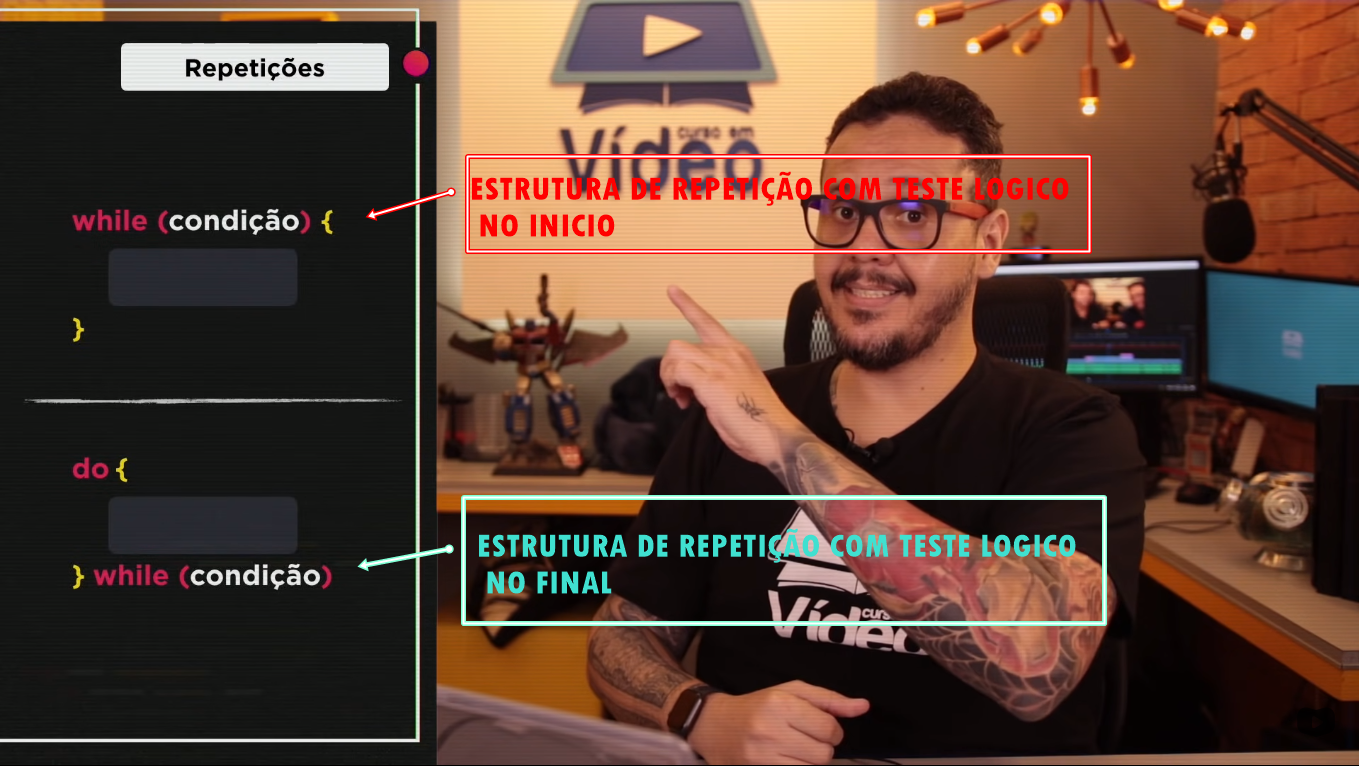 Repetições
curso em
Vídeo
ESTRUTURA DE REPETIÇÃO COM TESTE LOGICO
NO INICIO
while (condição) {
}
do {
} while (condição)
ESTRUTURA DE REPETIÇÃO COM TESTE LOGICO
NO FINAL
Vídeo